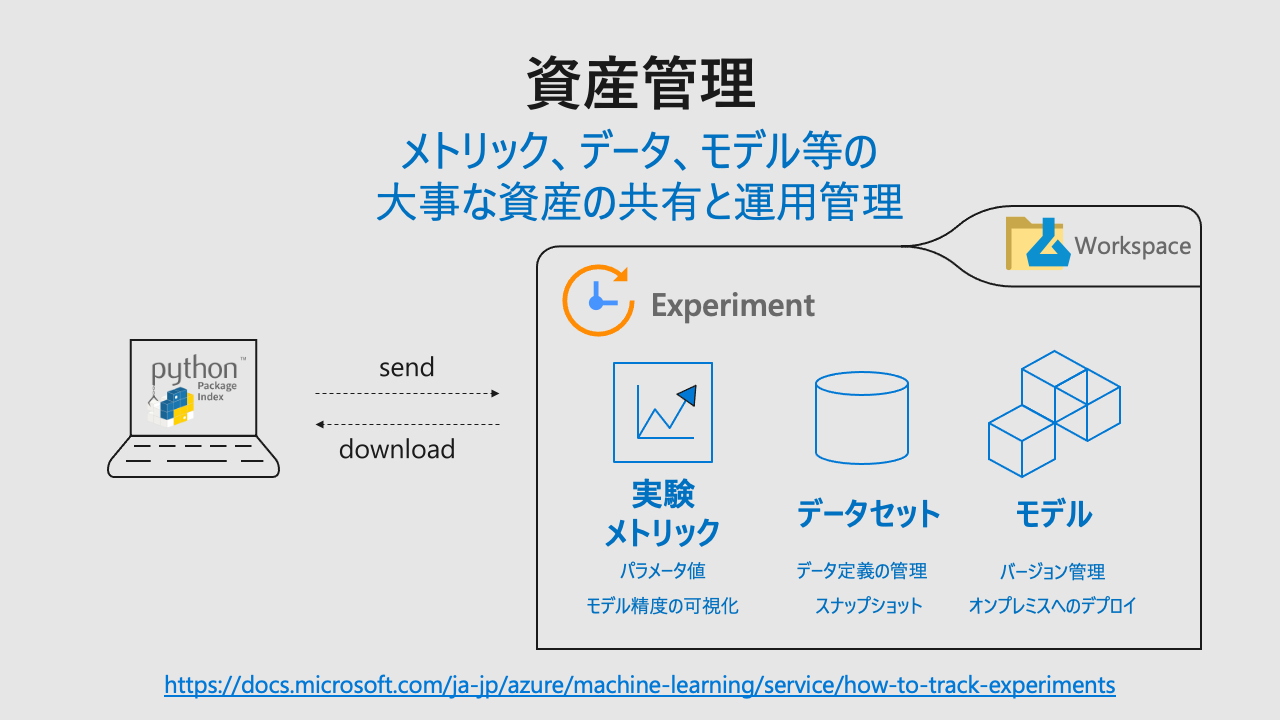 資産管理
メトリック、データ、モデル等の
大事な資産の共有と運用管理
Workspace
Experiment
python™
Package
Index
send
download
実験
メトリック
パラメータ値
モデル精度の可視化
データセット
データ定義の管理
スナップショット
モデル
バージョン管理
オンプレミスへのデプロイ
https://docs.microsoft.com/ja-jp/azure/machine-learning/service/how-to-track-experiments